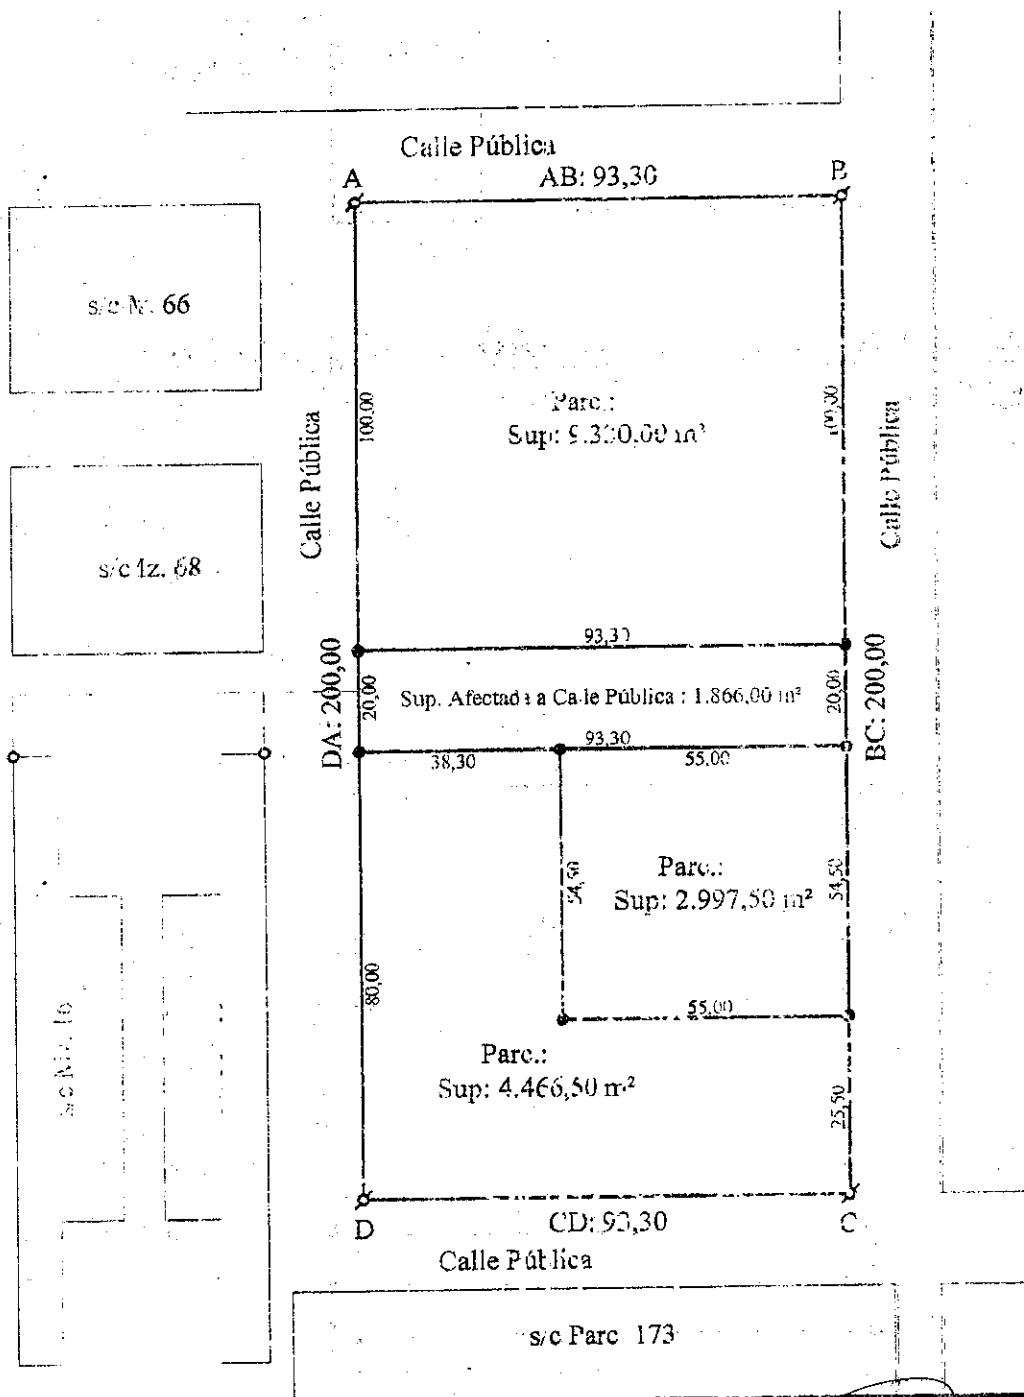 Calle Pública
A
AB: 93,30
B
s/c M. 66
100,00
Calle Pública
Parc.:
Sup: 9.330,00 m²
100,00
Calle Pública
s/c Mz. 68
93,30
DA: 200,00
20,00
Sup. Afectada a Calle Pública : 1.866,00 m²
20,00
BC: 200,00
93,30
38,30
55,00
54,50
Parc.:
Sup: 2.997,50 m²
54,50
80,00
55,00
Parc.:
Sup: 4.466,50 m²
25,50
D
CD: 93,30
C
Calle Pública
s/c Parc 173